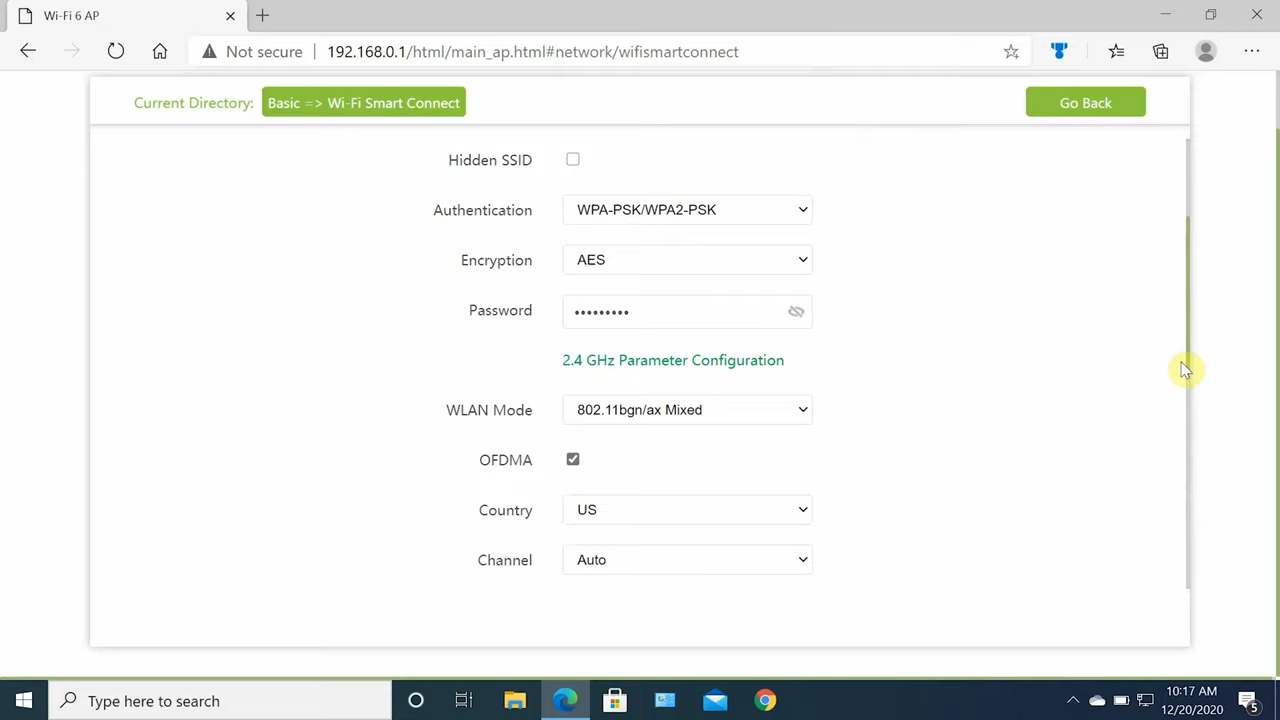 Wi-Fi 6 AP
Not secure
192.168.0.1/html/main_ap.html#network/wifismartconnect
Current Directory: Basic => Wi-Fi Smart Connect
Go Back
Hidden SSID
Authentication WPA-PSK/WPA2-PSK
Encryption AES
Password •••••••••
2.4 GHz Parameter Configuration
WLAN Mode 802.11bgn/ax Mixed
OFDMA
Country US
Channel Auto
Type here to search
10:17 AM
12/20/2020
5